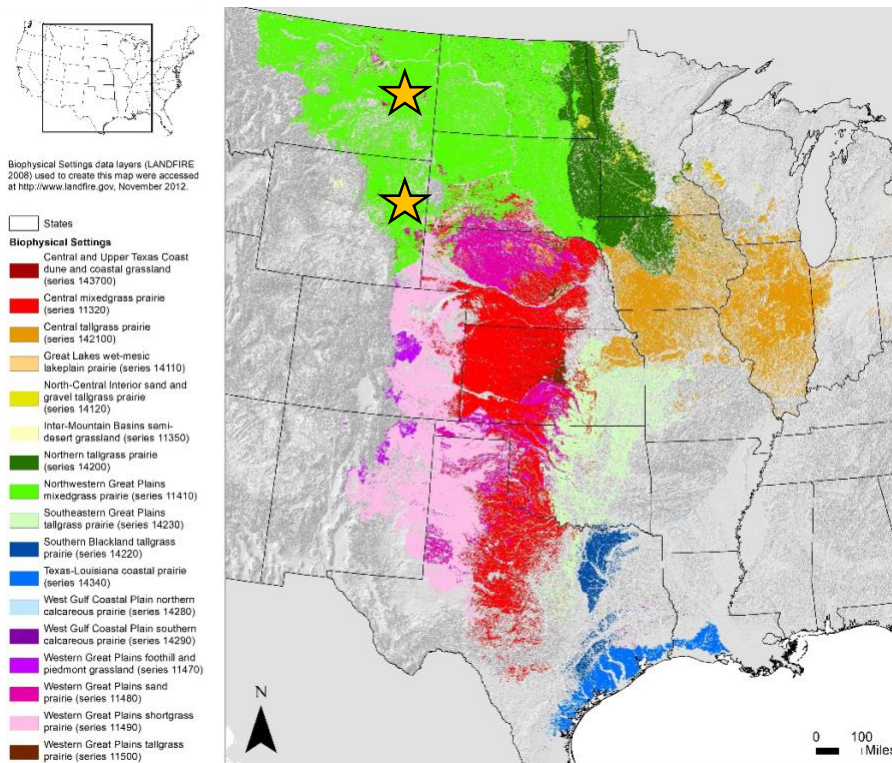 Biophysical Settings data layers (LANDFIRE
2008) used to create this map were accessed
at http://www.landfire.gov, November 2012.
States
Biophysical Settings
Central and Upper Texas Coast
dune and coastal grassland
(series 143700)
Central mixedgrass prairie
(series 11320)
Central tallgrass prairie
(series 142100)
Great Lakes wet-mesic
lakeplain prairie (series 14110)
North-Central Interior sand and
gravel tallgrass prairie
(series 14120)
Inter-Mountain Basins semi-
desert grassland (series 11350)
Northern tallgrass prairie
(series 14200)
Northwestern Great Plains
mixedgrass prairie (series 11410)
Southeastern Great Plains
tallgrass prairie (series 14230)
Southern Blackland tallgrass
prairie (series 14220)
Texas-Louisiana coastal prairie
(series 14340)
West Gulf Coastal Plain northern
calcareous prairie (series 14280)
West Gulf Coastal Plain southern
calcareous prairie (series 14290)
Western Great Plains foothill and
piedmont grassland (series 11470)
Western Great Plains sand
prairie (series 11480)
Western Great Plains shortgrass
prairie (series 11490)
Western Great Plains tallgrass
prairie (series 11500)
N
0 100
Miles